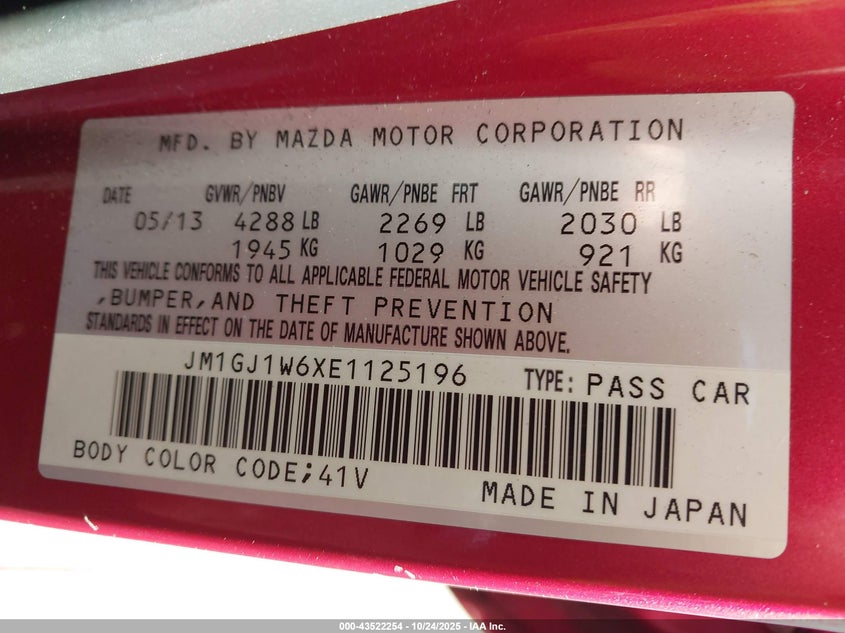 MFD. BY MAZDA MOTOR CORPORATION
DATE GVWR/PNBV GAWR/PNBE FRT GAWR/PNBE RR
05/13 4288 LB 2269 LB 2030 LB
1945 KG 1029 KG 921 KG
THIS VEHICLE CONFORMS TO ALL APPLICABLE FEDERAL MOTOR VEHICLE SAFETY
,BUMPER,AND THEFT PREVENTION
STANDARDS IN EFFECT ON THE DATE OF MANUFACTURE SHOWN ABOVE.
JM1GJ1W6XE1125196 TYPE: PASS CAR
BODY COLOR CODE;41V
MADE IN JAPAN
000-43522254 - 10/24/2025 - IAA Inc.